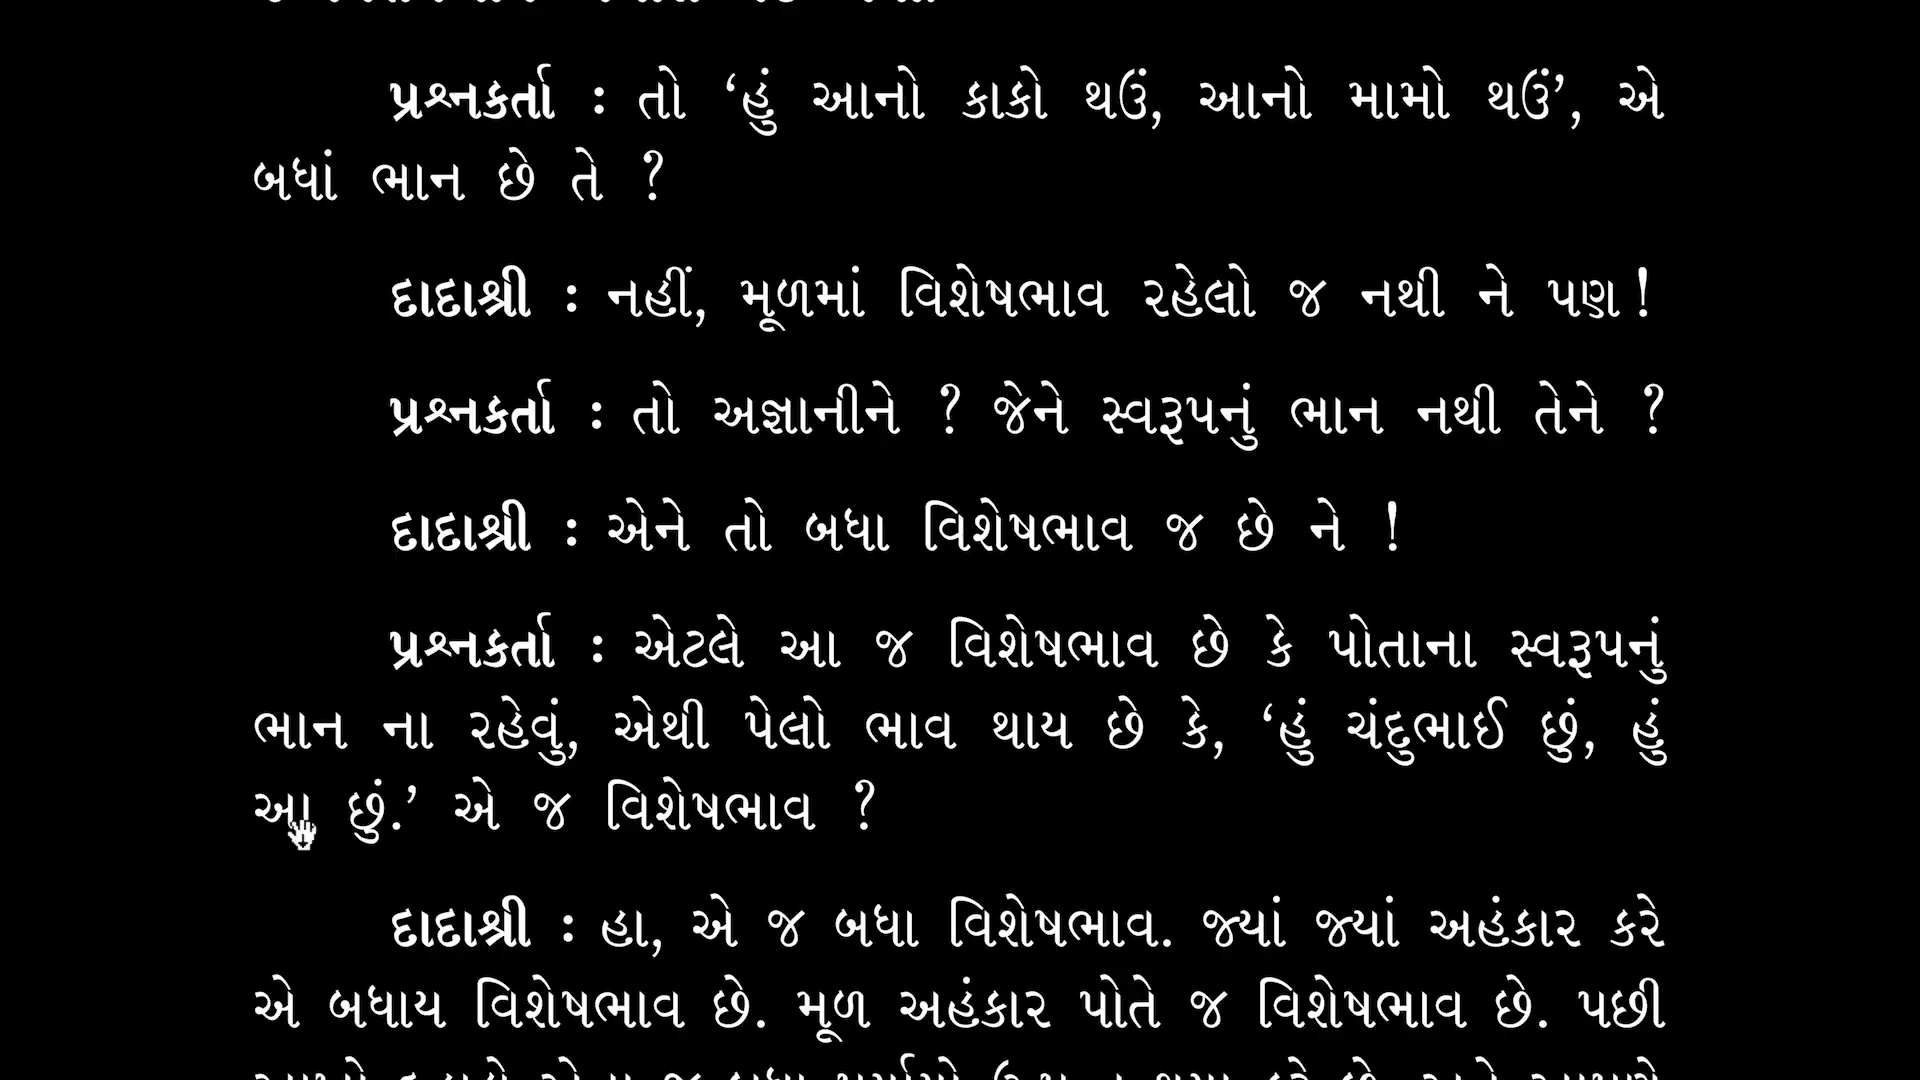 પ્રશ્નકર્તા : તો ‘હું આનો કાકો થઉં, આનો મામો થઉં’, એ
બધાં ભાન છે તે ?
દાદાશ્રી : નહીં, મૂળમાં વિશેષભાવ રહેલો જ નથી ને પણ!
પ્રશ્નકર્તા : તો અજ્ઞાનીને ? જેને સ્વરૂપનું ભાન નથી તેને ?
દાદાશ્રી : એને તો બધા વિશેષભાવ જ છે ને !
પ્રશ્નકર્તા : એટલે આ જ વિશેષભાવ છે કે પોતાના સ્વરૂપનું
ભાન ના રહેવું, એથી પેલો ભાવ થાય છે કે, ‘હું ચંદુભાઈ છું, હું
આ છું.’ એ જ વિશેષભાવ ?
દાદાશ્રી : હા, એ જ બધા વિશેષભાવ. જ્યાં જ્યાં અહંકાર કરે
એ બધાય વિશેષભાવ છે. મૂળ અહંકાર પોતે જ વિશેષભાવ છે. પછી